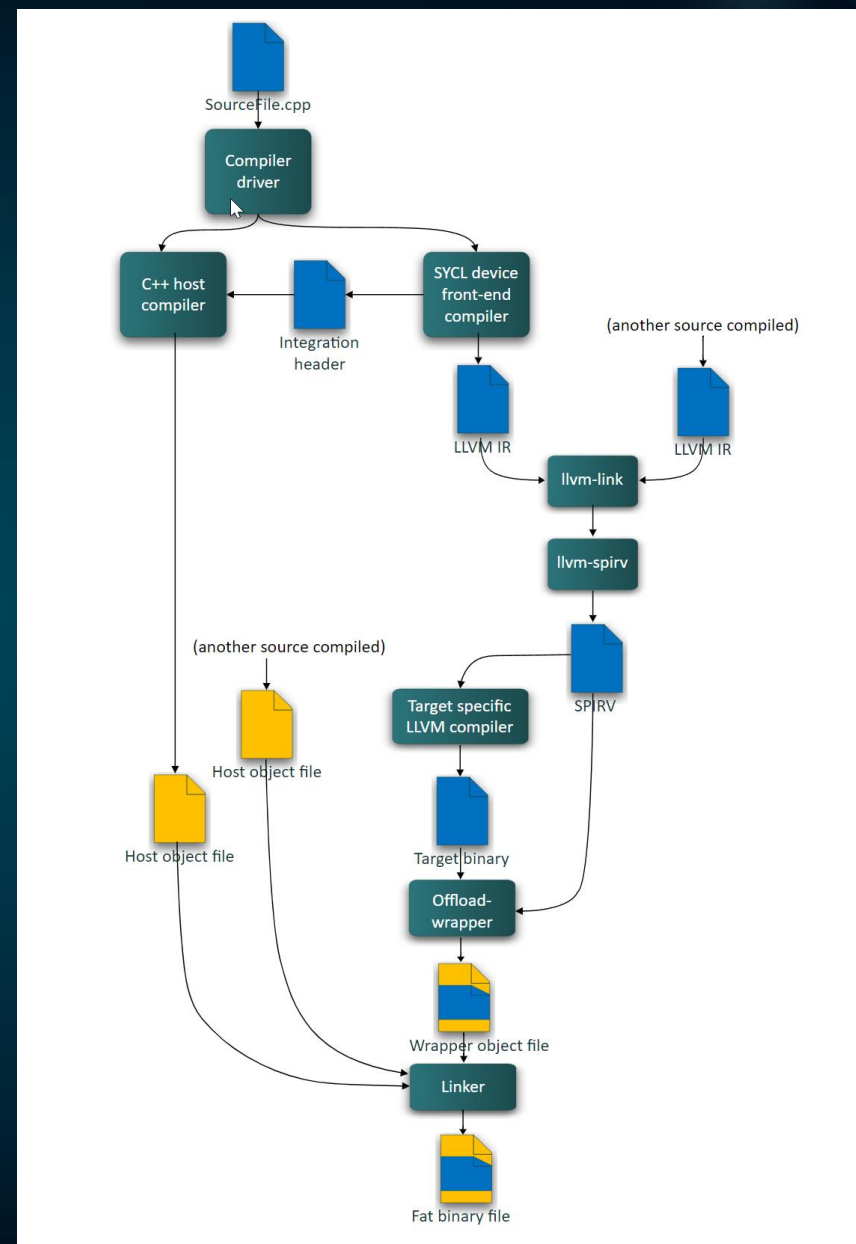 SourceFile.cpp
Compiler
driver
C++ host
compiler
Integration
header
SYCL device
front-end
compiler
(another source compiled)
LLVM IR
LLVM IR
llvm-link
llvm-spirv
SPIRV
(another source compiled)
Target specific
LLVM compiler
Host object file
Host object file
Target binary
Offload-
wrapper
Wrapper object file
Linker
Fat binary file